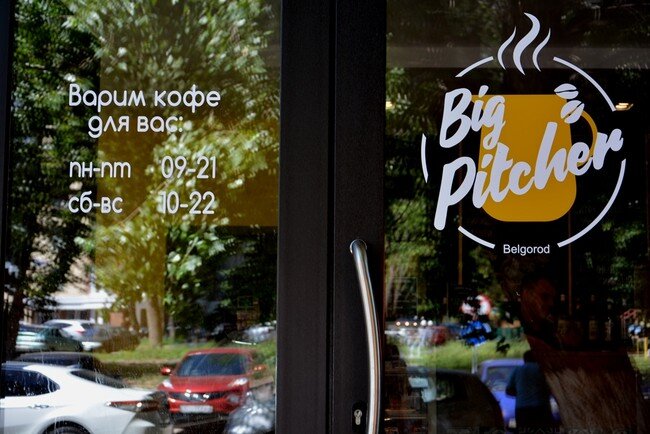 Варим кофе
для вас:
пн-пт 09-21
сб-вс 10-22
Big
Pitcher
Belgorod